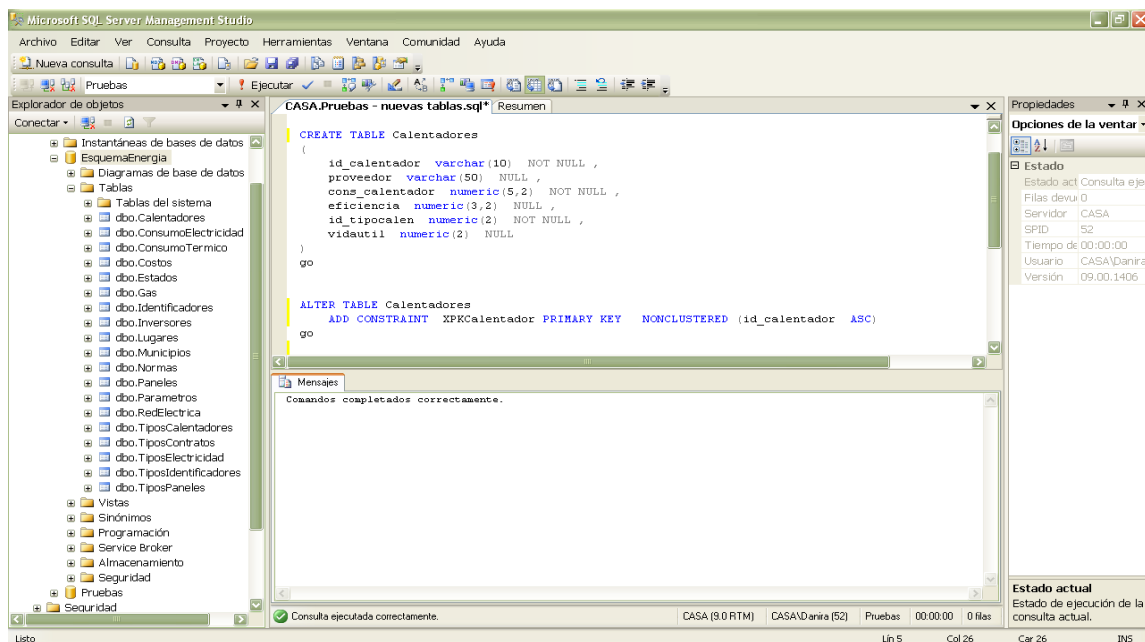 Microsoft SQL Server Management Studio
Archivo Editar Ver Consulta Proyecto Herramientas Ventana Comunidad Ayuda
Nueva consulta
Pruebas Ejecutar
Explorador de objetos
Conectar
Instantáneas de bases de datos
EsquemaEnergia
Diagramas de base de datos
Tablas
Tablas del sistema
dbo.Calentadores
dbo.ConsumoElectricidad
dbo.ConsumoTermico
dbo.Costos
dbo.Estados
dbo.Gas
dbo.Identificadores
dbo.Inversores
dbo.Lugares
dbo.Municipios
dbo.Normas
dbo.Paneles
dbo.Parametros
dbo.RedElectrica
dbo.TiposCalentadores
dbo.TiposContratos
dbo.TiposElectricidad
dbo.TiposIdentificadores
dbo.TiposPaneles
Vistas
Sinónimos
Programación
Service Broker
Almacenamiento
Seguridad
Pruebas
Seguridad
CASA.Pruebas - nuevas tablas.sql* Resumen
CREATE TABLE Calentadores
(
id_calentador varchar(10) NOT NULL ,
proveedor varchar(50) NULL ,
cons_calentador numeric(5,2) NOT NULL ,
eficiencia numeric(3,2) NULL ,
id_tipocalen numeric(2) NOT NULL ,
vidautil numeric(2) NULL
)
go
ALTER TABLE Calentadores
ADD CONSTRAINT XPKCalentador PRIMARY KEY NONCLUSTERED (id_calentador ASC)
go
Mensajes
Comandos completados correctamente.
Consulta ejecutada correctamente. CASA (9.0 RTM) CASA\Danira (52) Pruebas 00:00:00 0 filas
Propiedades
Opciones de la ventar
Estado
Estado act Consulta eje
Filas devu 0
Servidor CASA
SPID 52
Tiempo de 00:00:00
Usuario CASA\Danira
Versión 09.00.1406
Estado actual
Estado de ejecución de la
consulta actual.
Listo Lín 5 Col 26 Car 26 INS